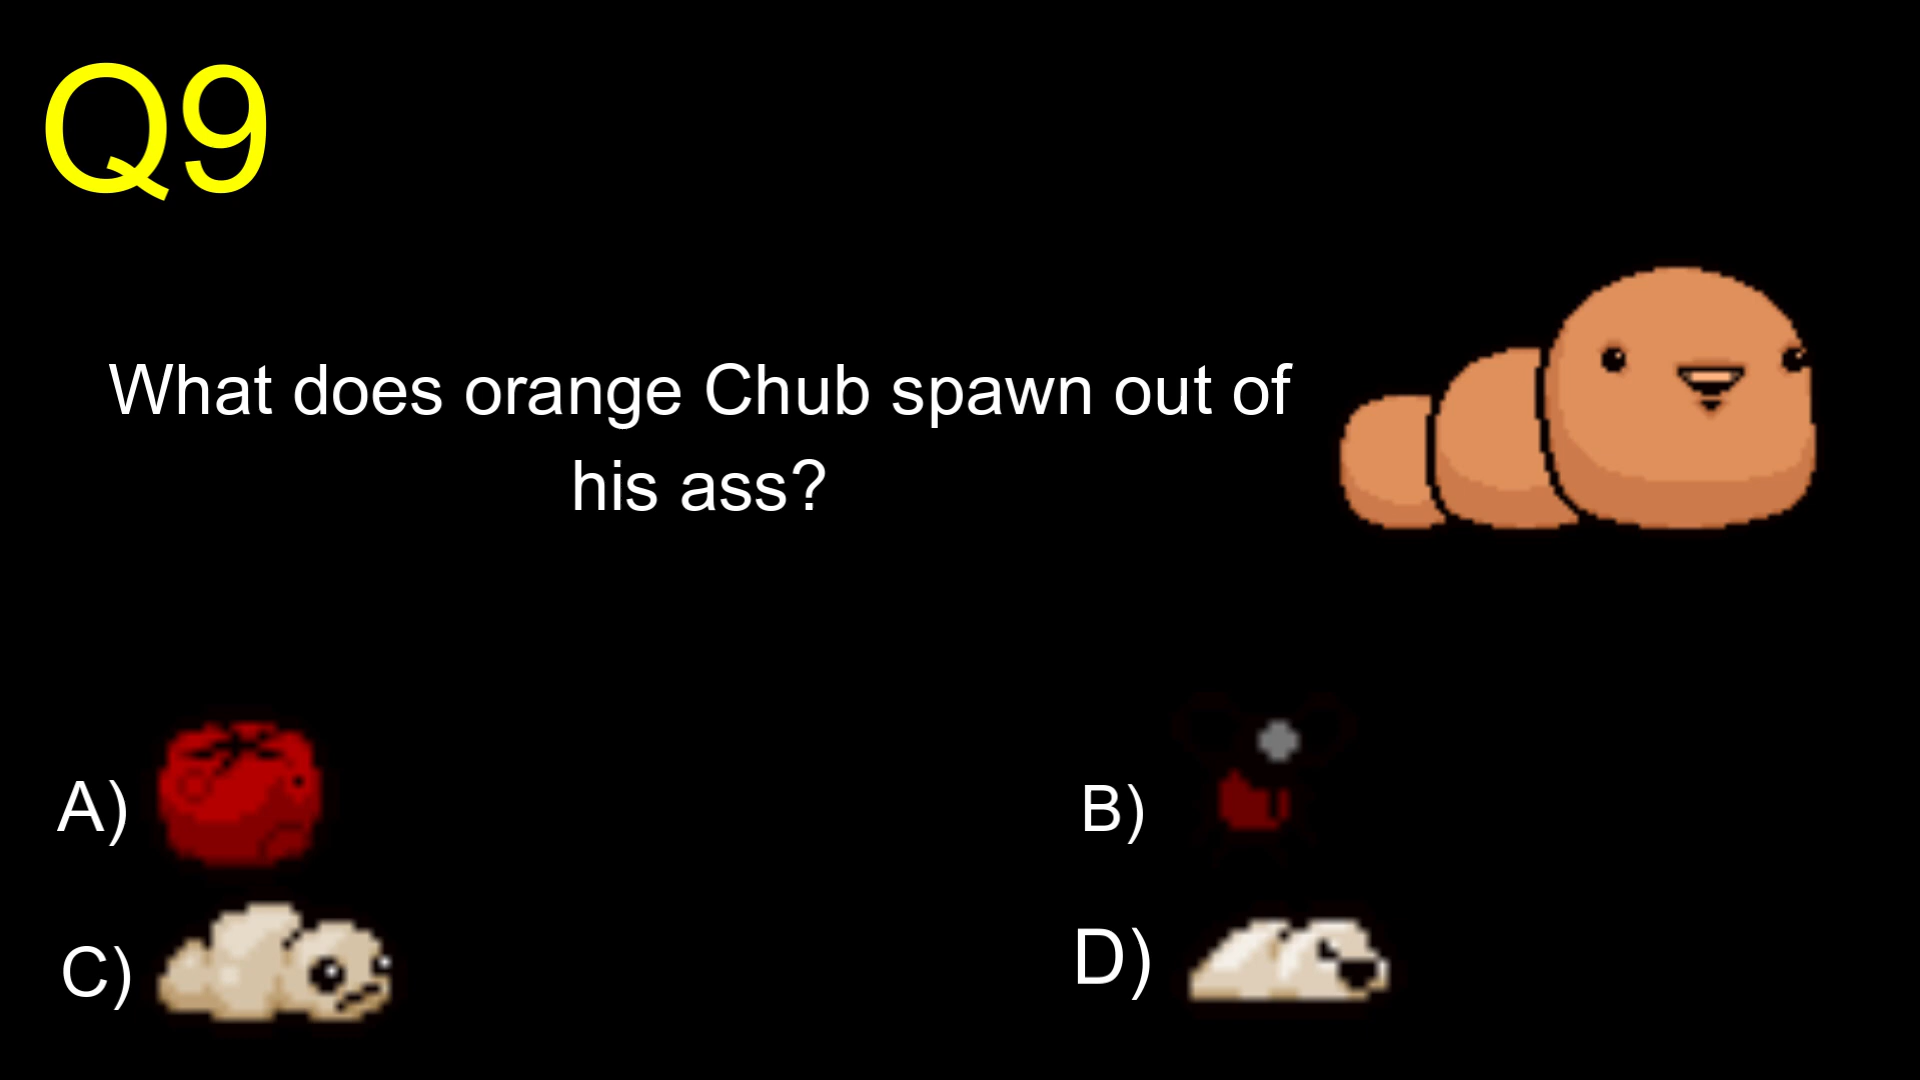 Q9
What does orange Chub spawn out of
his ass?
A)
B)
C)
D)